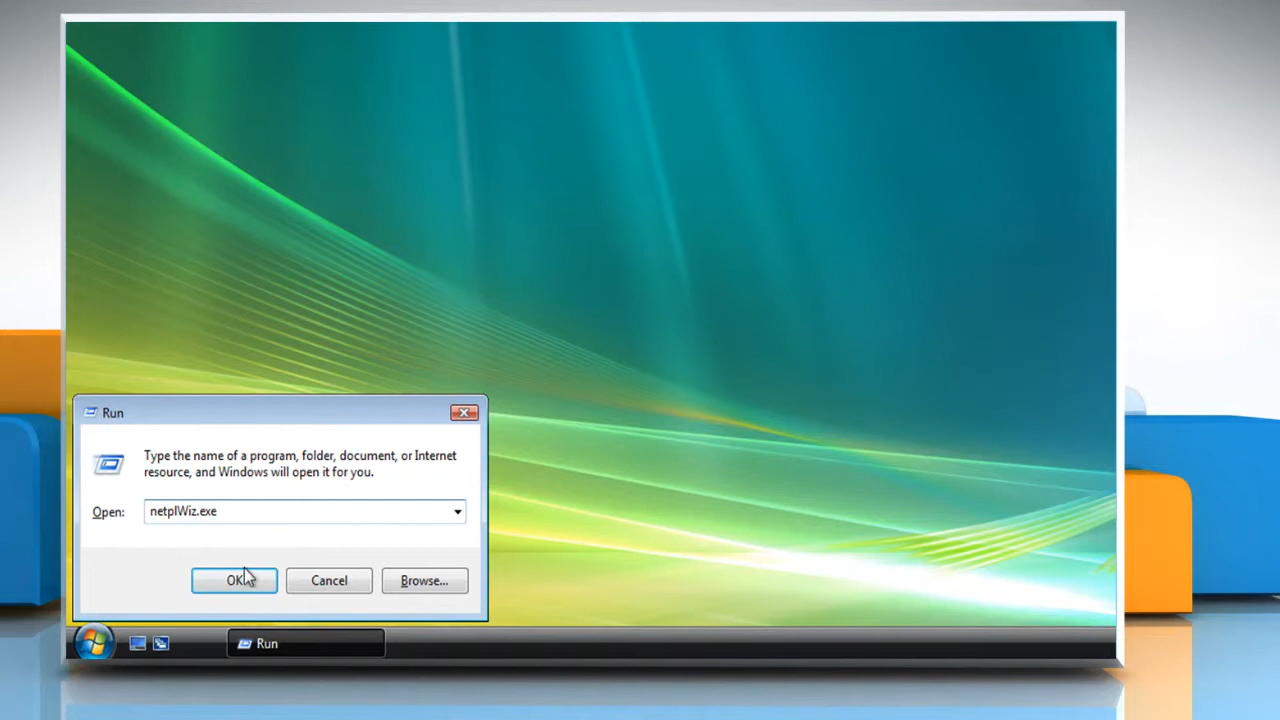 Run
Type the name of a program, folder, document, or Internet
resource, and Windows will open it for you.
Open: netplWiz.exe
OK Cancel Browse...
Run